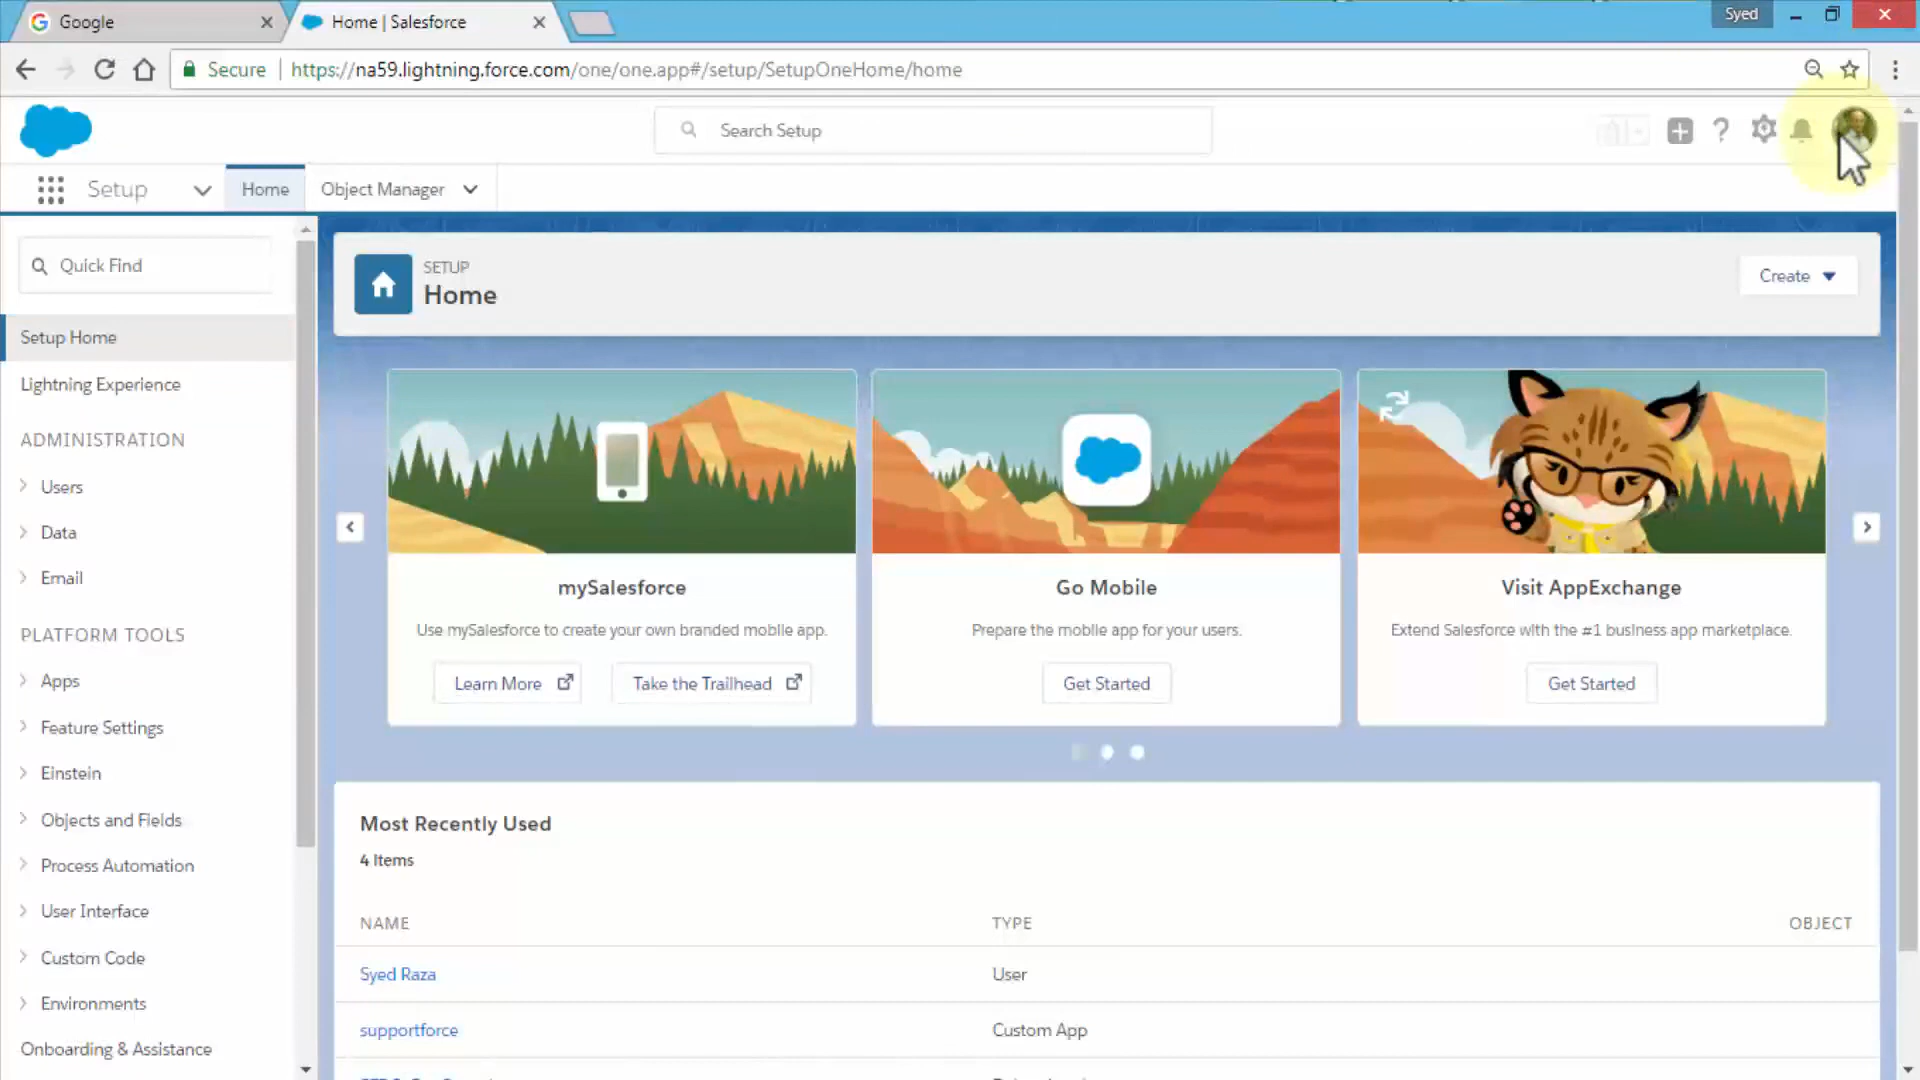 Google
Home | Salesforce
Syed
Secure
https://na59.lightning.force.com/one/one.app#/setup/SetupOneHome/home
Search Setup
Setup
Home
Object Manager
Quick Find
SETUP
Home
Create
Setup Home
Lightning Experience
ADMINISTRATION
Users
Data
Email
PLATFORM TOOLS
Apps
Feature Settings
Einstein
Objects and Fields
Process Automation
User Interface
Custom Code
Environments
Onboarding & Assistance
mySalesforce
Use mySalesforce to create your own branded mobile app.
Learn More
Take the Trailhead
Go Mobile
Prepare the mobile app for your users.
Get Started
Visit AppExchange
Extend Salesforce with the #1 business app marketplace.
Get Started
Most Recently Used
4 Items
NAME TYPE OBJECT
Syed Raza User
supportforce Custom App